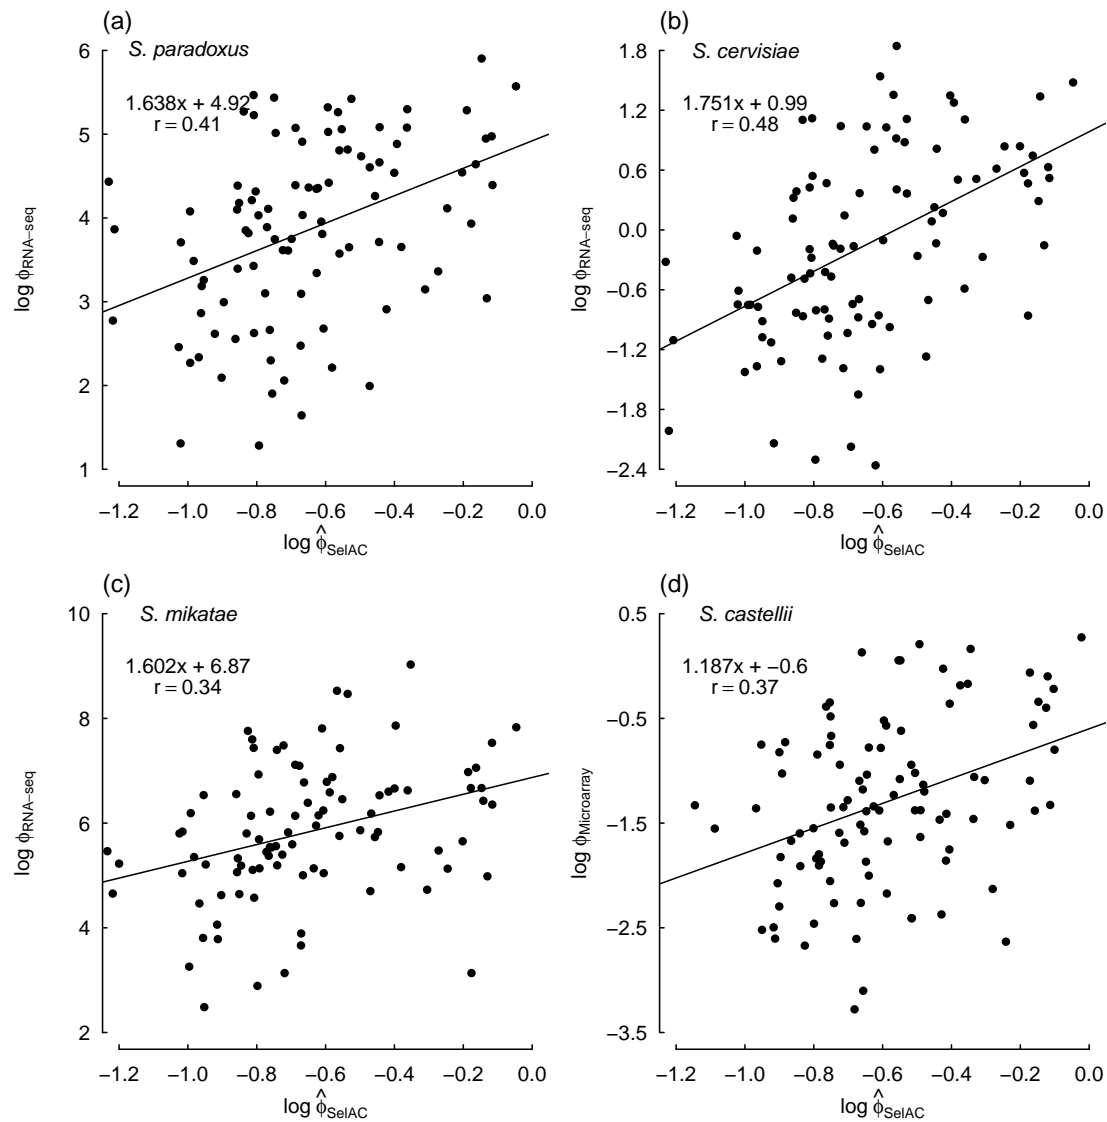 (a)
S. paradoxus
1.638x + 4.92
r = 0.41
6
5
4
3
2
1
log ϕRNA−seq
−1.2 −1.0 −0.8 −0.6 −0.4 −0.2 0.0
log ϕ̂SelAC
(b)
S. cervisiae
1.751x + 0.99
r = 0.48
1.8
1.2
0.6
0.0
−0.6
−1.2
−1.8
−2.4
log ϕRNA−seq
−1.2 −1.0 −0.8 −0.6 −0.4 −0.2 0.0
log ϕ̂SelAC
(c)
S. mikatae
1.602x + 6.87
r = 0.34
10
8
6
4
2
log ϕRNA−seq
−1.2 −1.0 −0.8 −0.6 −0.4 −0.2 0.0
log ϕ̂SelAC
(d)
S. castellii
1.187x + −0.6
r = 0.37
0.5
−0.5
−1.5
−2.5
−3.5
log ϕMicroarray
−1.2 −1.0 −0.8 −0.6 −0.4 −0.2 0.0
log ϕ̂SelAC